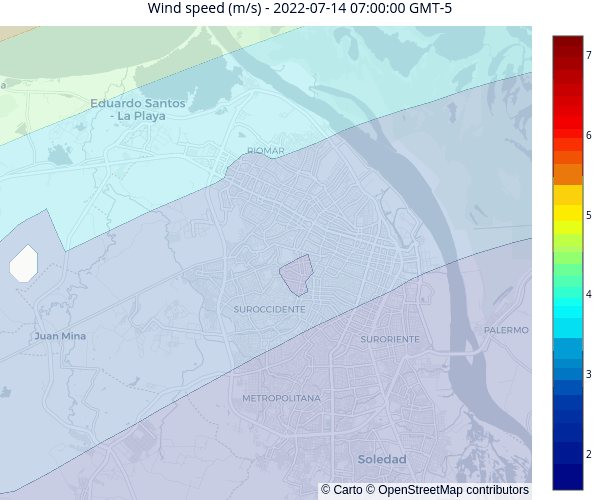 Wind speed (m/s) - 2022-07-14 07:00:00 GMT-5
7
a
Eduardo Santos
- La Playa
6
RIOMAR
5
4
SUROCCIDENTE
Juan Mina
SURORIENTE
PALERMO
3
METROPOLITANA
Soledad
2
© Carto © OpenStreetMap contributors